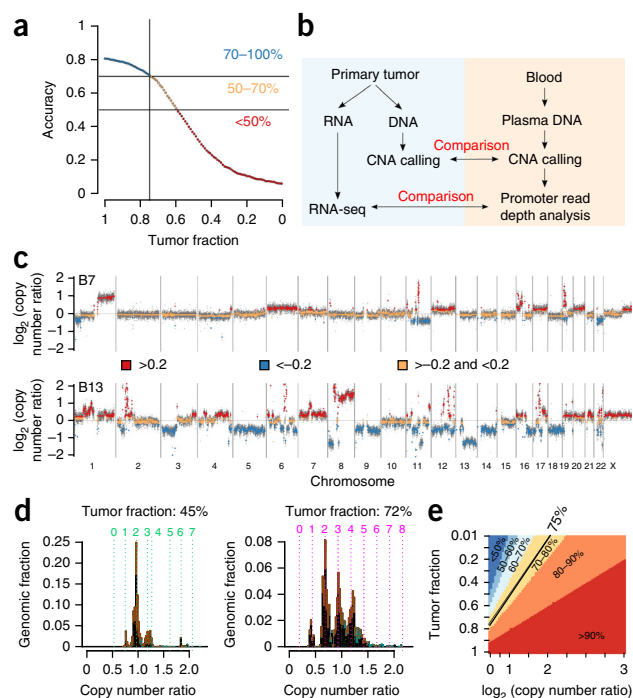 a
Accuracy
1
0.8
0.6
0.4
0.2
0
70–100%
50–70%
<50%
1 0.8 0.6 0.4 0.2 0
Tumor fraction
b
Primary tumor
Blood
RNA DNA
Plasma DNA
Comparison
CNA calling
CNA calling
Comparison
RNA-seq
Promoter read
depth analysis
c
log2 (copy
number ratio)
2
1
0
−1
−2
B7
>0.2 <−0.2 >−0.2 and <0.2
log2 (copy
number ratio)
2
1
0
−1
−2
B13
1 2 3 4 5 6 7 8 9 10 11 12 13 14 15 16 17 18 19 20 21 22 X
Chromosome
d
Tumor fraction: 45%
0 1 2 3 4 5 6 7
Genomic fraction
0.25
0.20
0.15
0.10
0.05
0
0.5 1.0 1.5 2.0
Copy number ratio
Tumor fraction: 72%
0 1 2 3 4 5 6 7 8
Genomic fraction
0.08
0.06
0.04
0.02
0
0 0.5 1.0 1.5 2.0
Copy number ratio
e
75%
Tumor fraction
0.01
0.2
0.4
0.6
0.8
1
<50%
50–60%
60–70%
70–80%
80–90%
>90%
0 1 2 3
log2 (copy number ratio)